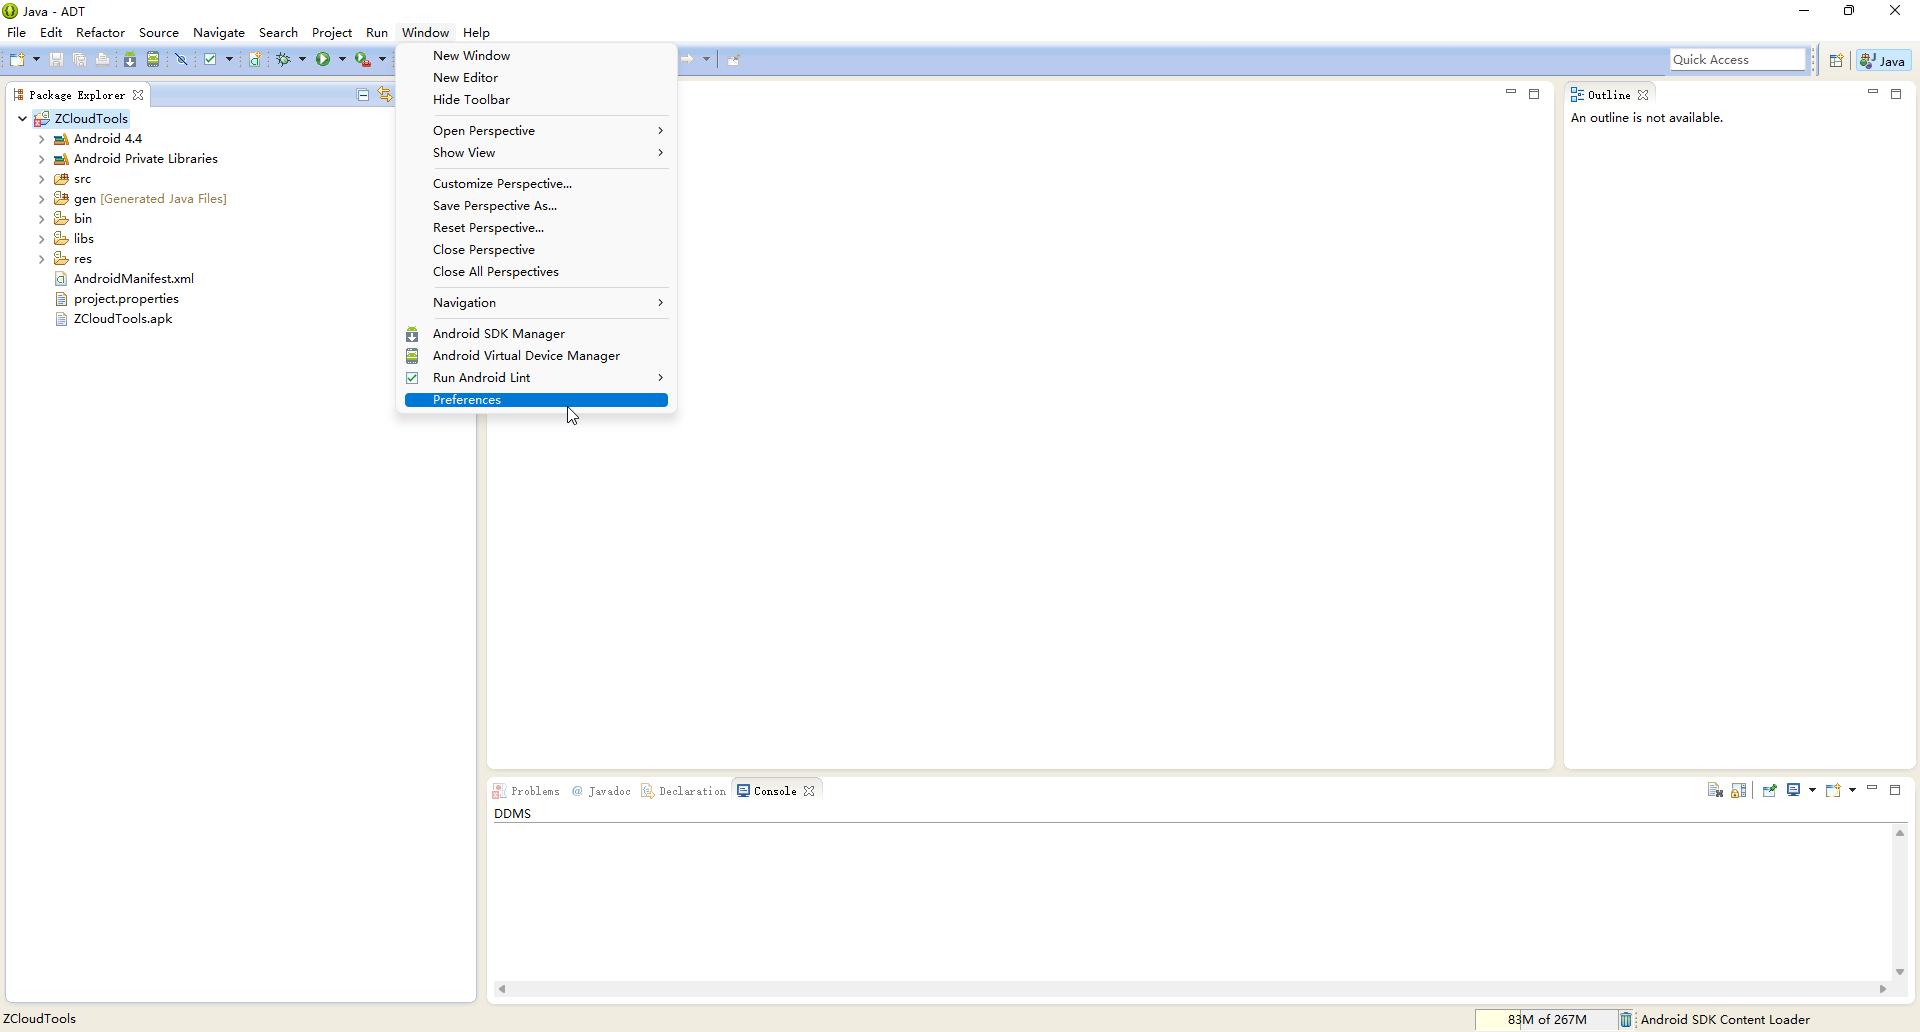 Java - ADT
File Edit Refactor Source Navigate Search Project Run Window Help
Quick Access
Java
Package Explorer
ZCloudTools
Android 4.4
Android Private Libraries
src
gen [Generated Java Files]
bin
libs
res
AndroidManifest.xml
project.properties
ZCloudTools.apk
New Window
New Editor
Hide Toolbar
Open Perspective
Show View
Customize Perspective...
Save Perspective As...
Reset Perspective...
Close Perspective
Close All Perspectives
Navigation
Android SDK Manager
Android Virtual Device Manager
Run Android Lint
Preferences
Outline
An outline is not available.
Problems @ Javadoc Declaration Console
DDMS
ZCloudTools
83M of 267M
Android SDK Content Loader